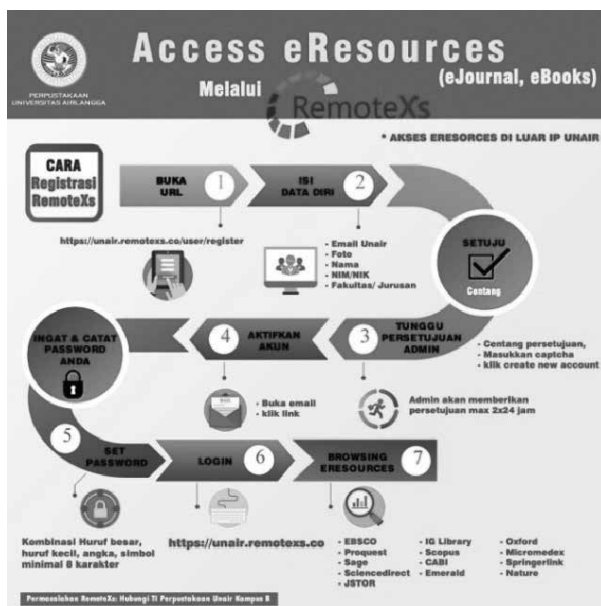 Access eResources
(eJournal, eBooks)
Melalui
RemoteXs
PERPUSTAKAAN
UNIVERSITAS AIRLANGGA
* AKSES ERESORCES DI LUAR IP UNAIR
CARA
Registrasi
RemoteXs
BUKA
URL
1
ISI
DATA DIRI
2
https://unair.remotexs.co/user/register
- Email Unair
- Foto
- Nama
- NIM/NIK
- Fakultas/ Jurusan
SETUJU
Centang
- Centang persetujuan,
- Masukkan captcha
- klik create new account
TUNGGU
PERSETUJUAN
ADMIN
3
Admin akan memberikan
persetujuan max 2x24 jam
AKTIFKAN
AKUN
4
- Buka email
- klik link
INGAT & CATAT
PASSWORD
ANDA
5
SET
PASSWORD
Kombinasi Huruf besar,
huruf kecil, angka, simbol
minimal 8 karakter
LOGIN
6
https://unair.remotexs.co
BROWSING
ERESOURCES
7
- EBSCO
- Proquest
- Sage
- Sciencedirect
- JSTOR
- IG Library
- Scopus
- CABI
- Emerald
- Oxford
- Micromedex
- Springerlink
- Nature
Permasalahan RemoteXs: Hubungi TI Perpustakaan Unair Kampus B